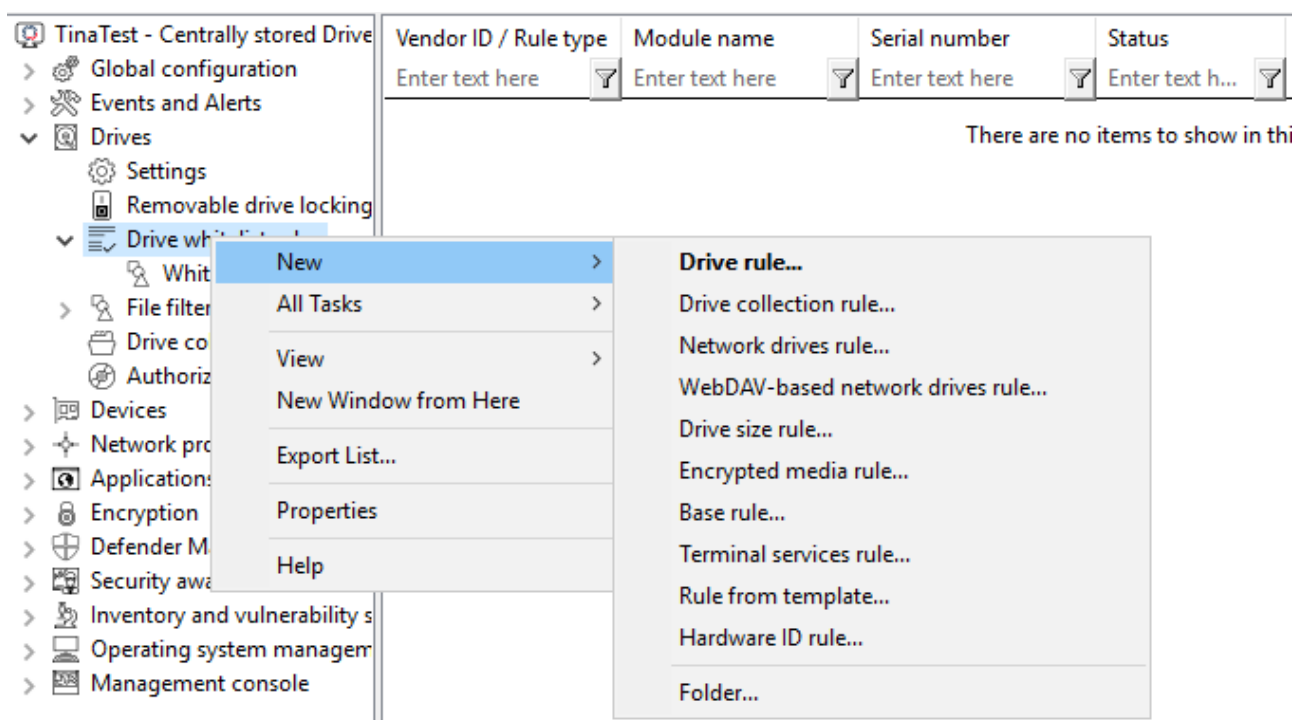 TinaTest - Centrally stored Drive
Global configuration
Events and Alerts
Drives
Settings
Removable drive locking
Drive
Whit
File filter
Drive co
Authoriz
Devices
Network pro
Applications
Encryption
Defender M
Security awa
Inventory and vulnerability s
Operating system managem
Management console
Vendor ID / Rule type
Module name
Serial number
Status
Enter text here
Enter text here
Enter text here
Enter text h...
There are no items to show in thi
New
All Tasks
View
New Window from Here
Export List...
Properties
Help
Drive rule...
Drive collection rule...
Network drives rule...
WebDAV-based network drives rule...
Drive size rule...
Encrypted media rule...
Base rule...
Terminal services rule...
Rule from template...
Hardware ID rule...
Folder...